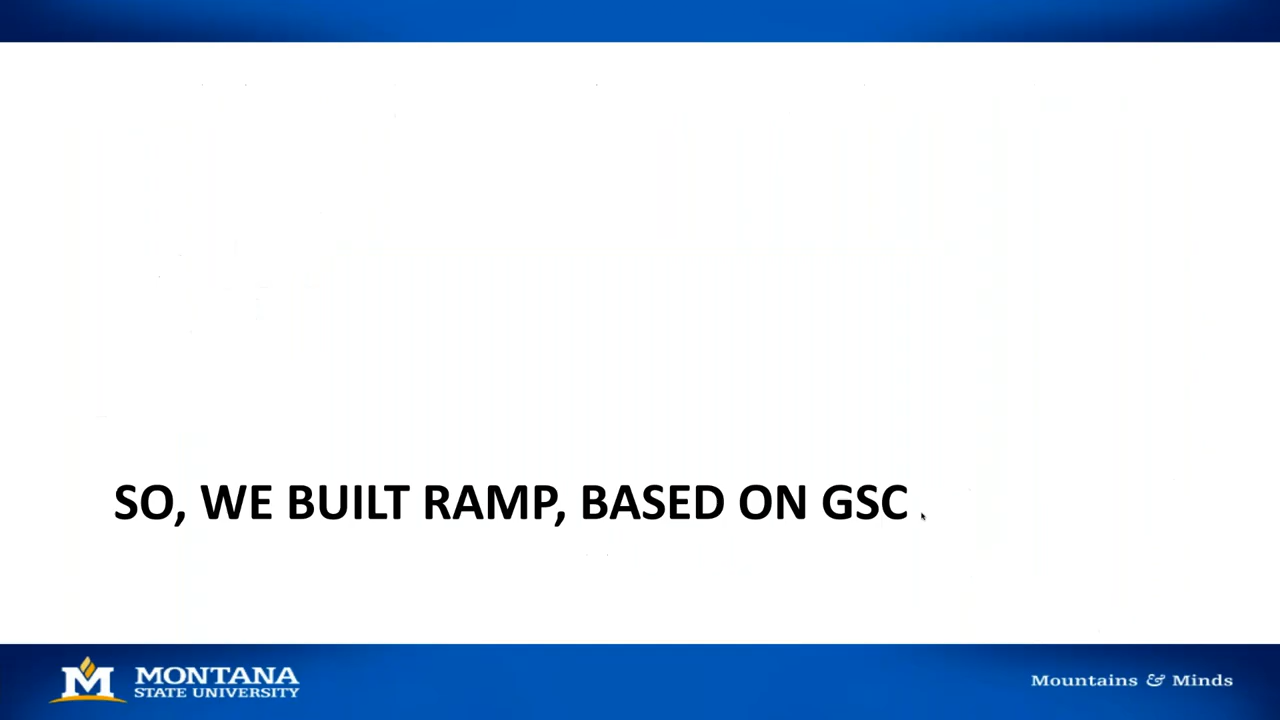 SO, WE BUILT RAMP, BASED ON GSC
MONTANA
STATE UNIVERSITY
Mountains & Minds